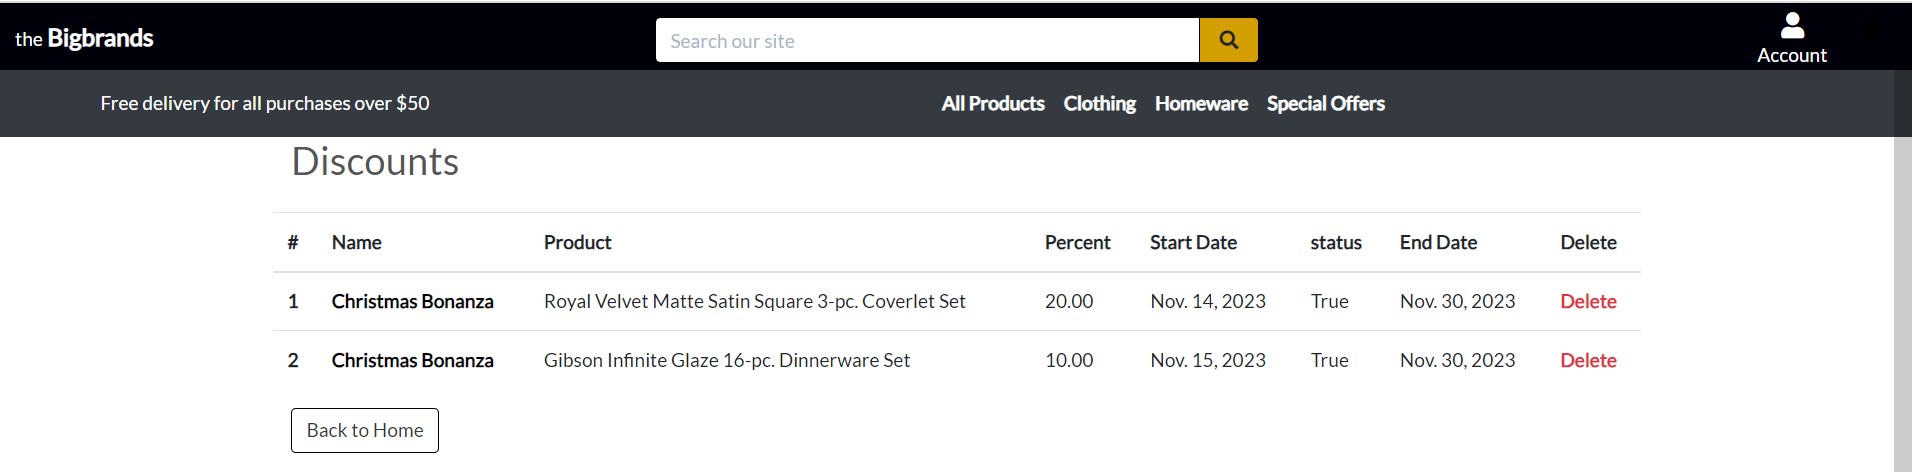 the Bigbrands
Search our site
Account
Free delivery for all purchases over $50
All Products Clothing Homeware Special Offers
Discounts
# Name Product Percent Start Date status End Date Delete
1 Christmas Bonanza Royal Velvet Matte Satin Square 3-pc. Coverlet Set 20.00 Nov. 14, 2023 True Nov. 30, 2023 Delete
2 Christmas Bonanza Gibson Infinite Glaze 16-pc. Dinnerware Set 10.00 Nov. 15, 2023 True Nov. 30, 2023 Delete
Back to Home